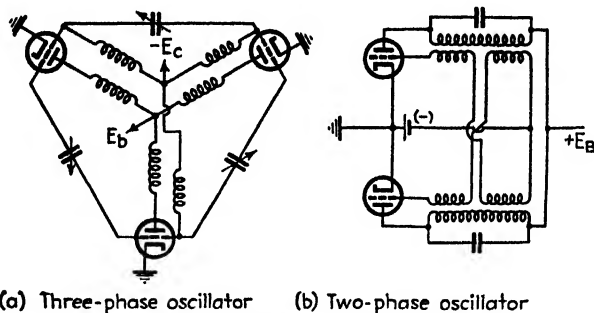 -Ec
Eb
(-)
+EB
(a) Three-phase oscillator
(b) Two-phase oscillator